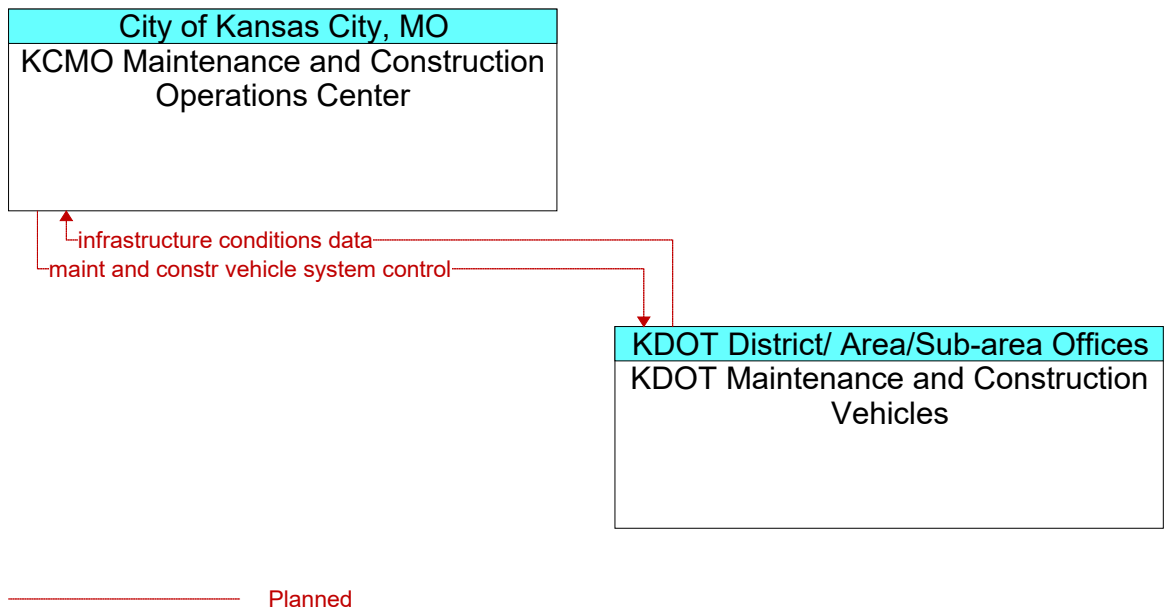 City of Kansas City, MO
KCMO Maintenance and Construction
Operations Center
infrastructure conditions data
maint and constr vehicle system control
KDOT District/ Area/Sub-area Offices
KDOT Maintenance and Construction
Vehicles
Planned